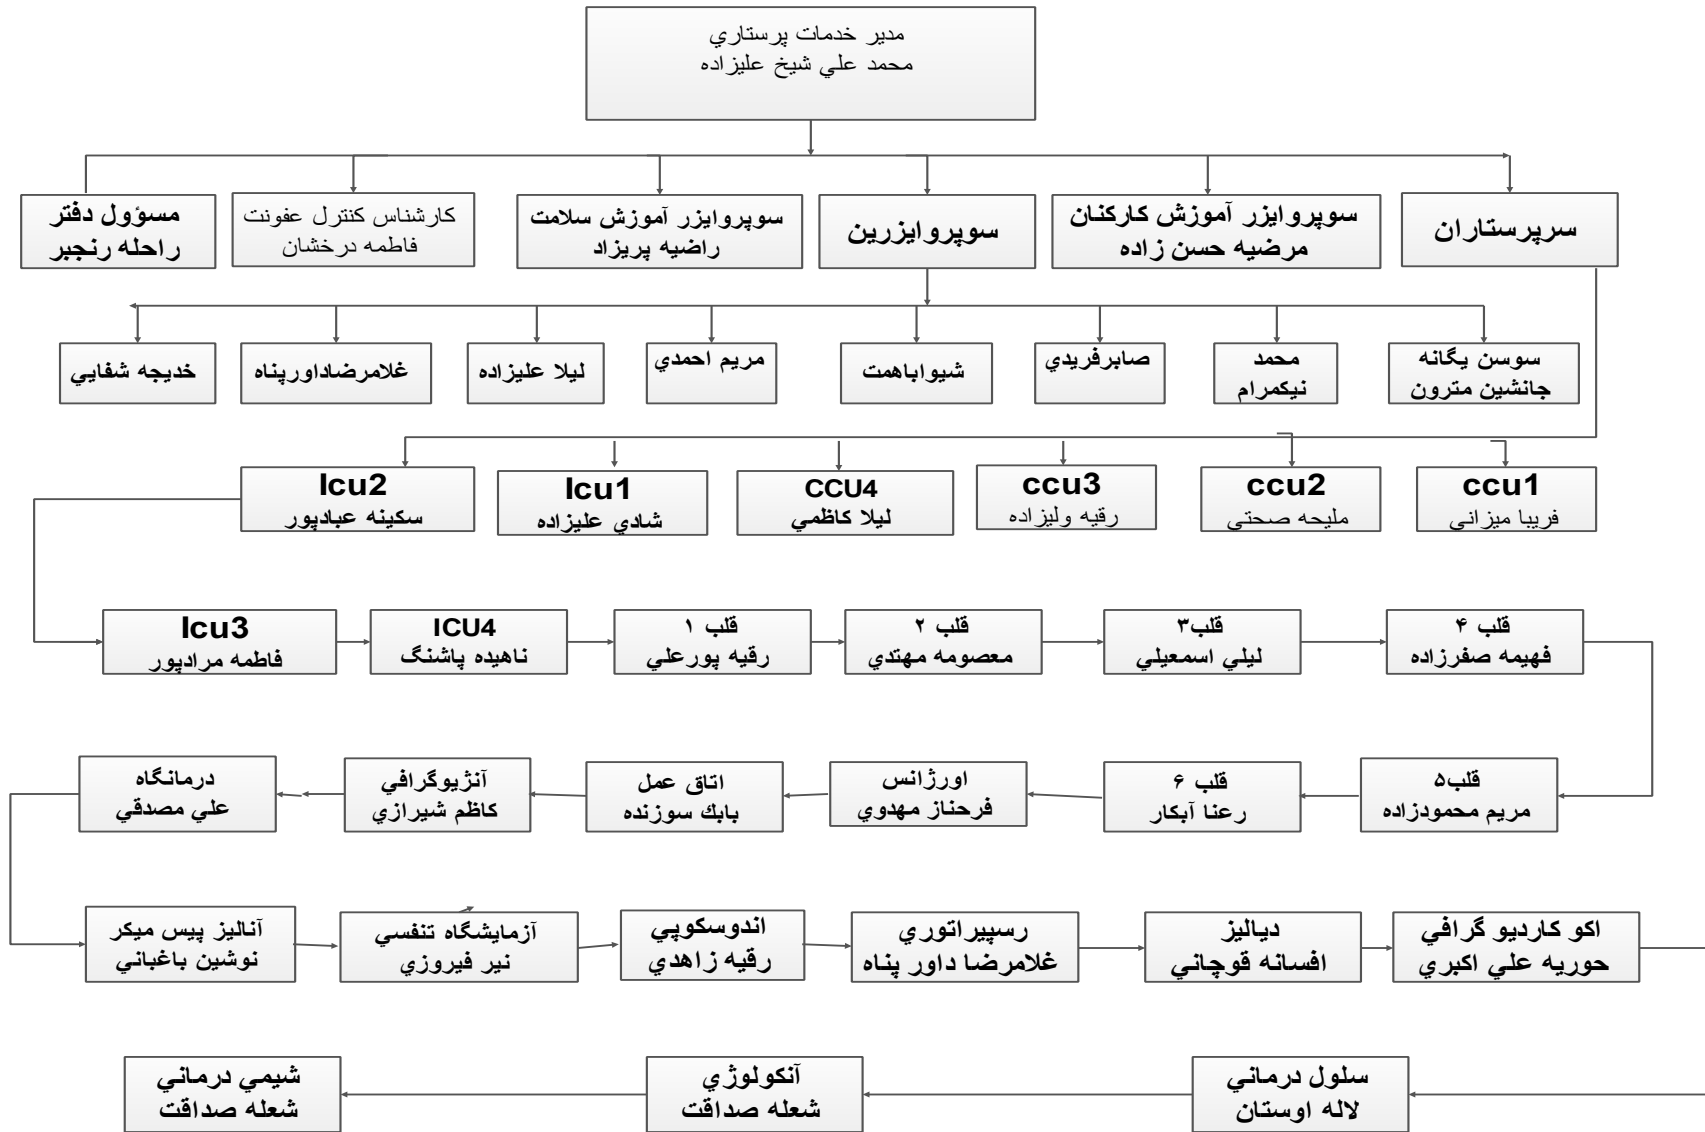 مدير خدمات پرستاري
محمد علي شيخ عليزاده
سرپرستاران
سوپروايزر آموزش كاركنان
مرضيه حسن زاده
سوپروايزرين
سوپروايزر آموزش سلامت
راضيه پريزاد
كارشناس كنترل عفونت
فاطمه درخشان
مسؤول دفتر
راحله رنجبر
سوسن يگانه
جانشين مترون
محمد
نيكمرام
صابرفريدي
شيواباهمت
مريم احمدي
ليلا عليزاده
غلامرضاداورپناه
خديجه شفايي
ccu1
فريبا ميزاني
ccu2
مليحه صحتي
ccu3
رقيه وليزاده
CCU4
ليلا كاظمي
Icu1
شادي عليزاده
Icu2
سكينه عبادپور
Icu3
فاطمه مرادپور
ICU4
ناهيده پاشنگ
قلب ۱
رقيه پورعلي
قلب ۲
معصومه مهتدي
قلب۳
ليلي اسمعيلي
قلب ۴
فهيمه صفرزاده
قلب۵
مريم محمودزاده
قلب ۶
رعنا آبكار
اورژانس
فرحناز مهدوي
اتاق عمل
بابك سوزنده
آنژيوگرافي
كاظم شيرازي
درمانگاه
علي مصدقي
آناليز پيس ميكر
نوشين باغباني
آزمايشگاه تنفسي
نير فيروزي
اندوسكوپي
رقيه زاهدي
رسپيراتوري
غلامرضا داور پناه
دياليز
افسانه قوچاني
اكو كارديو گرافي
حوريه علي اكبري
سلول درماني
لاله اوستان
آنكولوژي
شعله صداقت
شيمي درماني
شعله صداقت